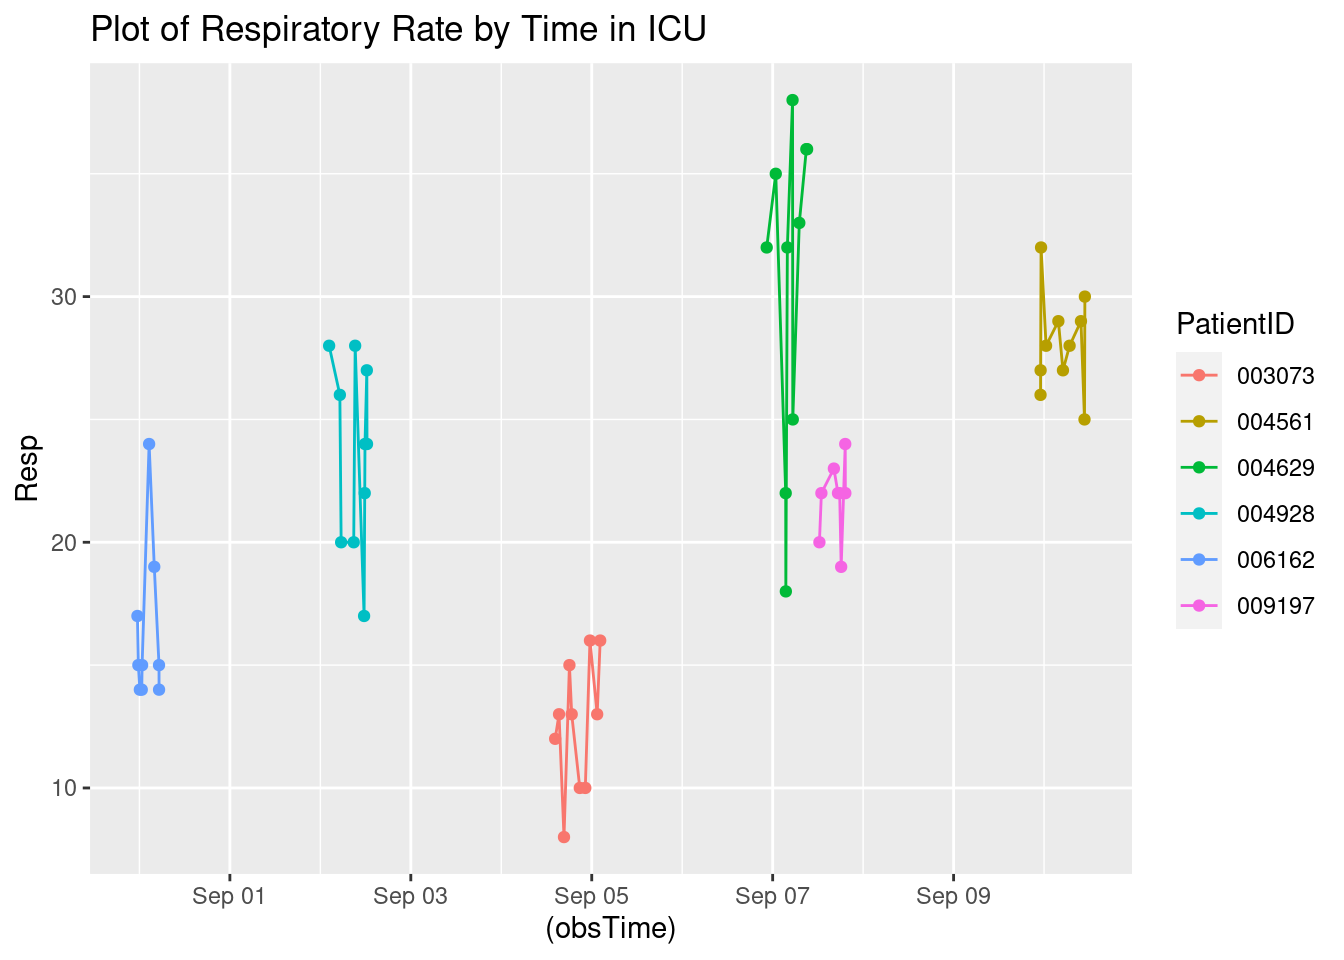 Plot of Respiratory Rate by Time in ICU
Resp
30
20
10
Sep 01
Sep 03
Sep 05
Sep 07
Sep 09
(obsTime)
PatientID
003073
004561
004629
004928
006162
009197